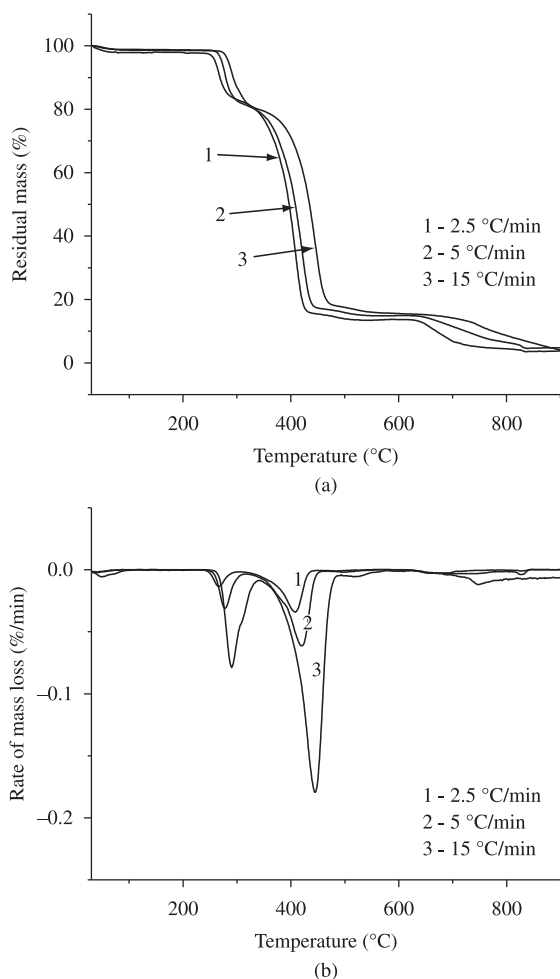 100
80
60
40
20
0
Residual mass (%)
1
2
3
1 - 2.5 °C/min
2 - 5 °C/min
3 - 15 °C/min
200
400
600
800
Temperature (°C)
(a)
0.0
–0.1
–0.2
Rate of mass loss (%/min)
1
2
3
1 - 2.5 °C/min
2 - 5 °C/min
3 - 15 °C/min
200
400
600
800
Temperature (°C)
(b)